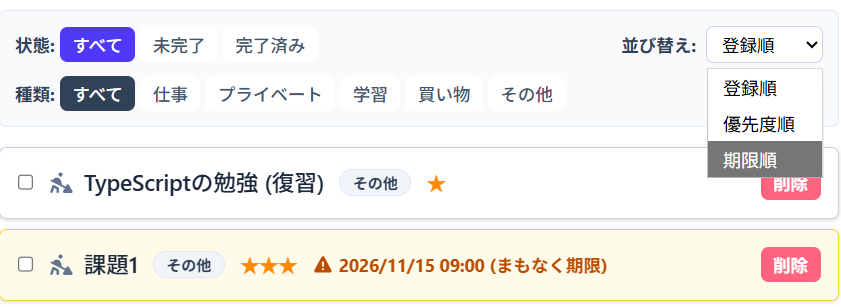 状態: すべて 未完了 完了済み 並び替え: 登録順
種類: すべて 仕事 プライベート 学習 買い物 その他
登録順
優先度順
期限順
TypeScriptの勉強 (復習) その他 ★ 削除
課題1 その他 ★★★ 2026/11/15 09:00 (まもなく期限) 削除